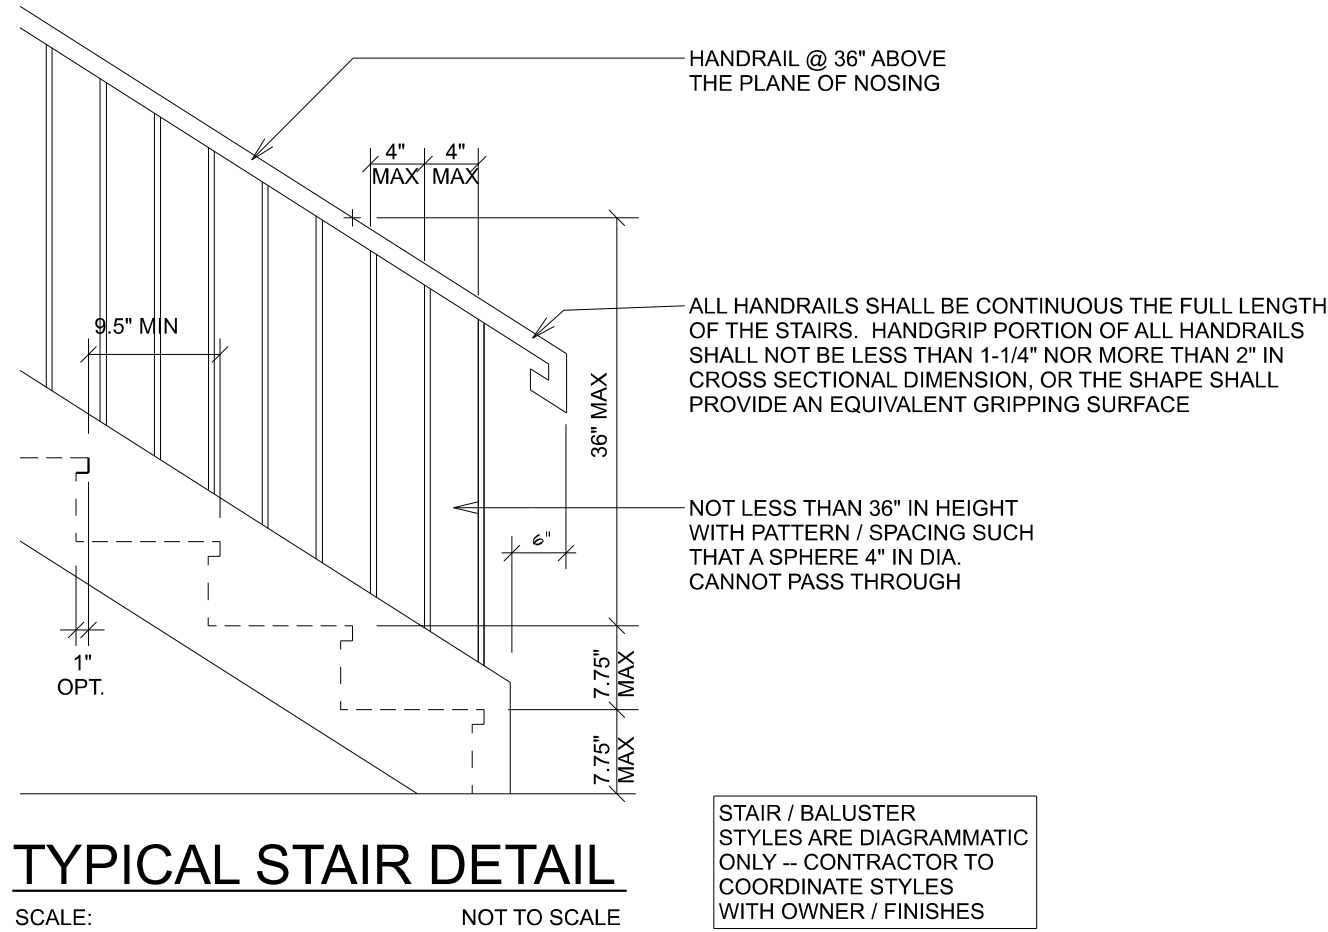 HANDRAIL @ 36" ABOVE
THE PLANE OF NOSING
4" 4"
MAX MAX
ALL HANDRAILS SHALL BE CONTINUOUS THE FULL LENGTH
OF THE STAIRS. HANDGRIP PORTION OF ALL HANDRAILS
SHALL NOT BE LESS THAN 1-1/4" NOR MORE THAN 2" IN
CROSS SECTIONAL DIMENSION, OR THE SHAPE SHALL
PROVIDE AN EQUIVALENT GRIPPING SURFACE
9.5" MIN
36" MAX
NOT LESS THAN 36" IN HEIGHT
WITH PATTERN / SPACING SUCH
THAT A SPHERE 4" IN DIA.
CANNOT PASS THROUGH
6"
1"
OPT.
7.75"
MAX
7.75"
MAX
STAIR / BALUSTER
STYLES ARE DIAGRAMMATIC
ONLY -- CONTRACTOR TO
COORDINATE STYLES
WITH OWNER / FINISHES
TYPICAL STAIR DETAIL
SCALE: NOT TO SCALE